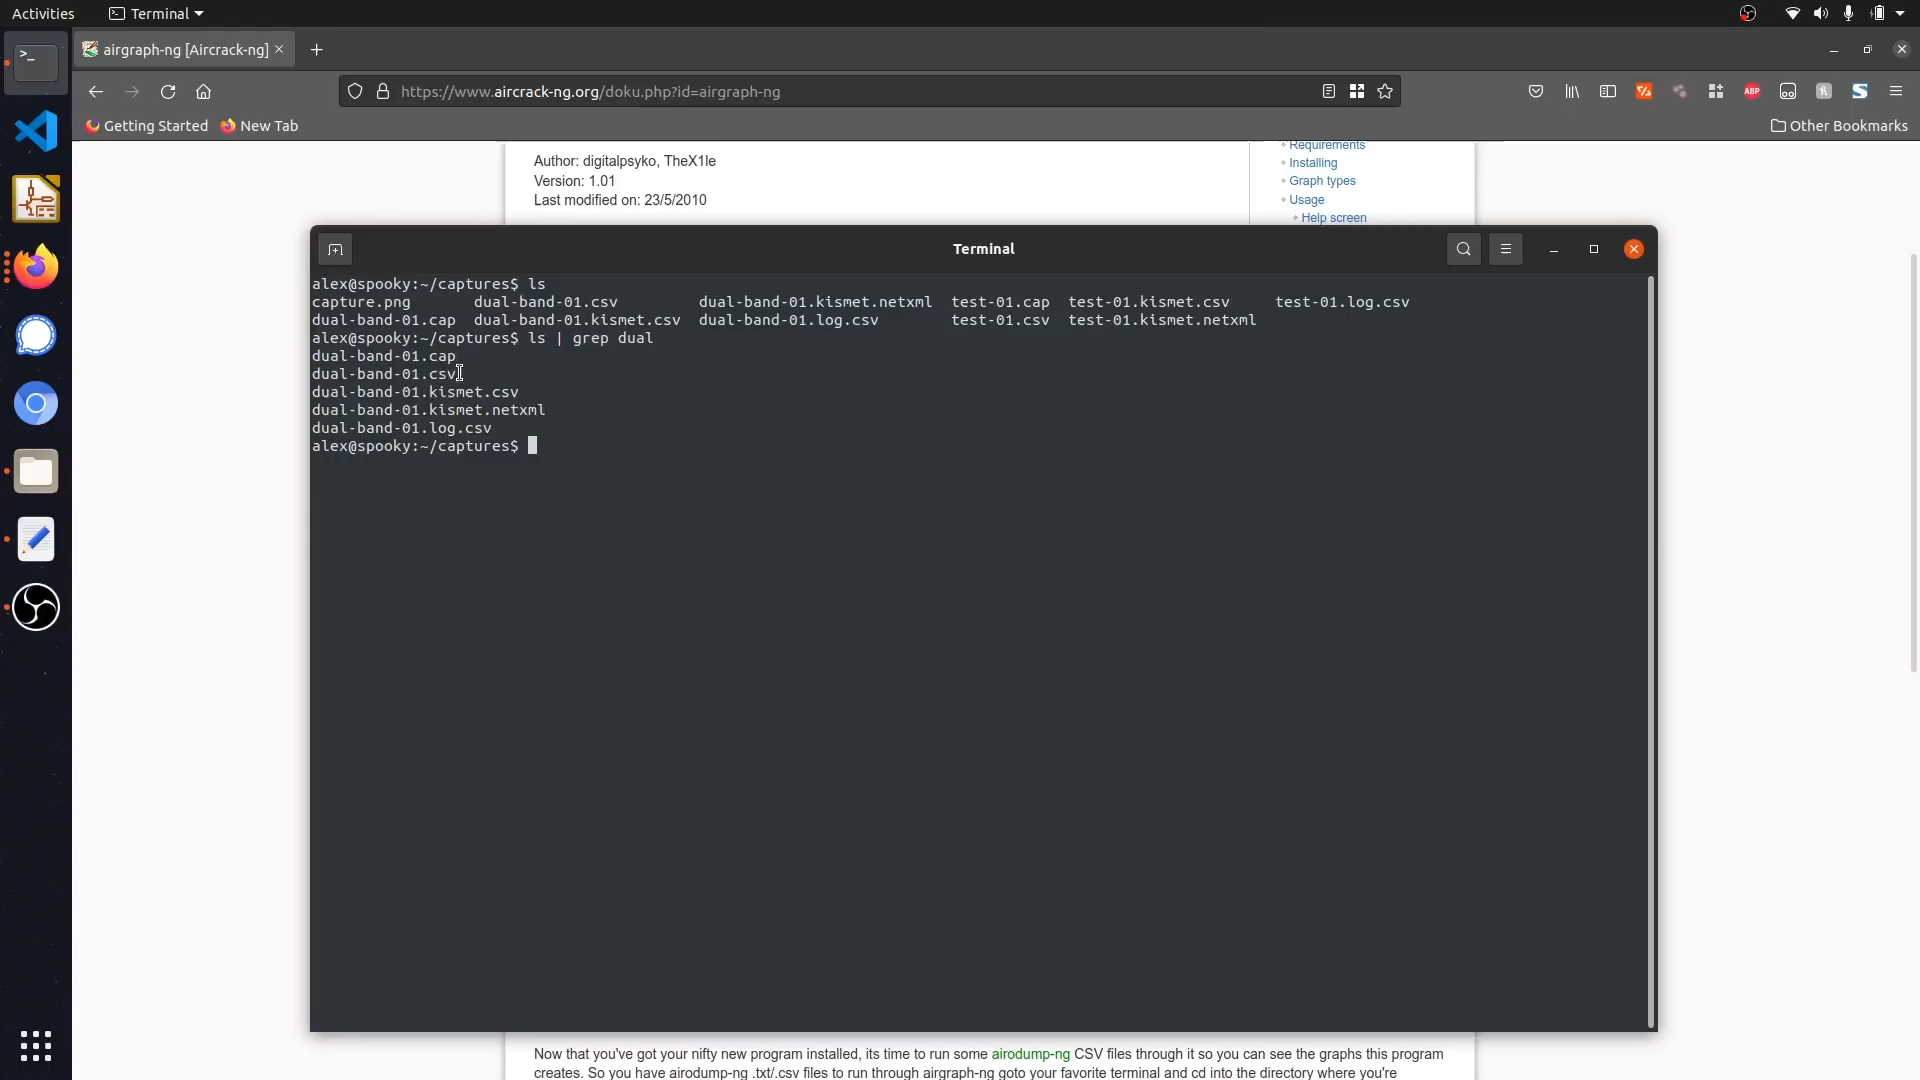 Activities Terminal
airgraph-ng [Aircrack-ng]
https://www.aircrack-ng.org/doku.php?id=airgraph-ng
ABP
Getting Started New Tab Other Bookmarks
Author: digitalpsyko, TheX1le
Version: 1.01
Last modified on: 23/5/2010
Requirements
Installing
Graph types
Usage
Help screen
Terminal
alex@spooky:~/captures$ ls
capture.png dual-band-01.csv dual-band-01.kismet.netxml test-01.cap test-01.kismet.csv test-01.log.csv
dual-band-01.cap dual-band-01.kismet.csv dual-band-01.log.csv test-01.csv test-01.kismet.netxml
alex@spooky:~/captures$ ls | grep dual
dual-band-01.cap
dual-band-01.csv
dual-band-01.kismet.csv
dual-band-01.kismet.netxml
dual-band-01.log.csv
alex@spooky:~/captures$
Now that you've got your nifty new program installed, its time to run some airodump-ng CSV files through it so you can see the graphs this program
creates. So you have airodump-ng .txt/.csv files to run through airgraph-ng goto your favorite terminal and cd into the directory where you're